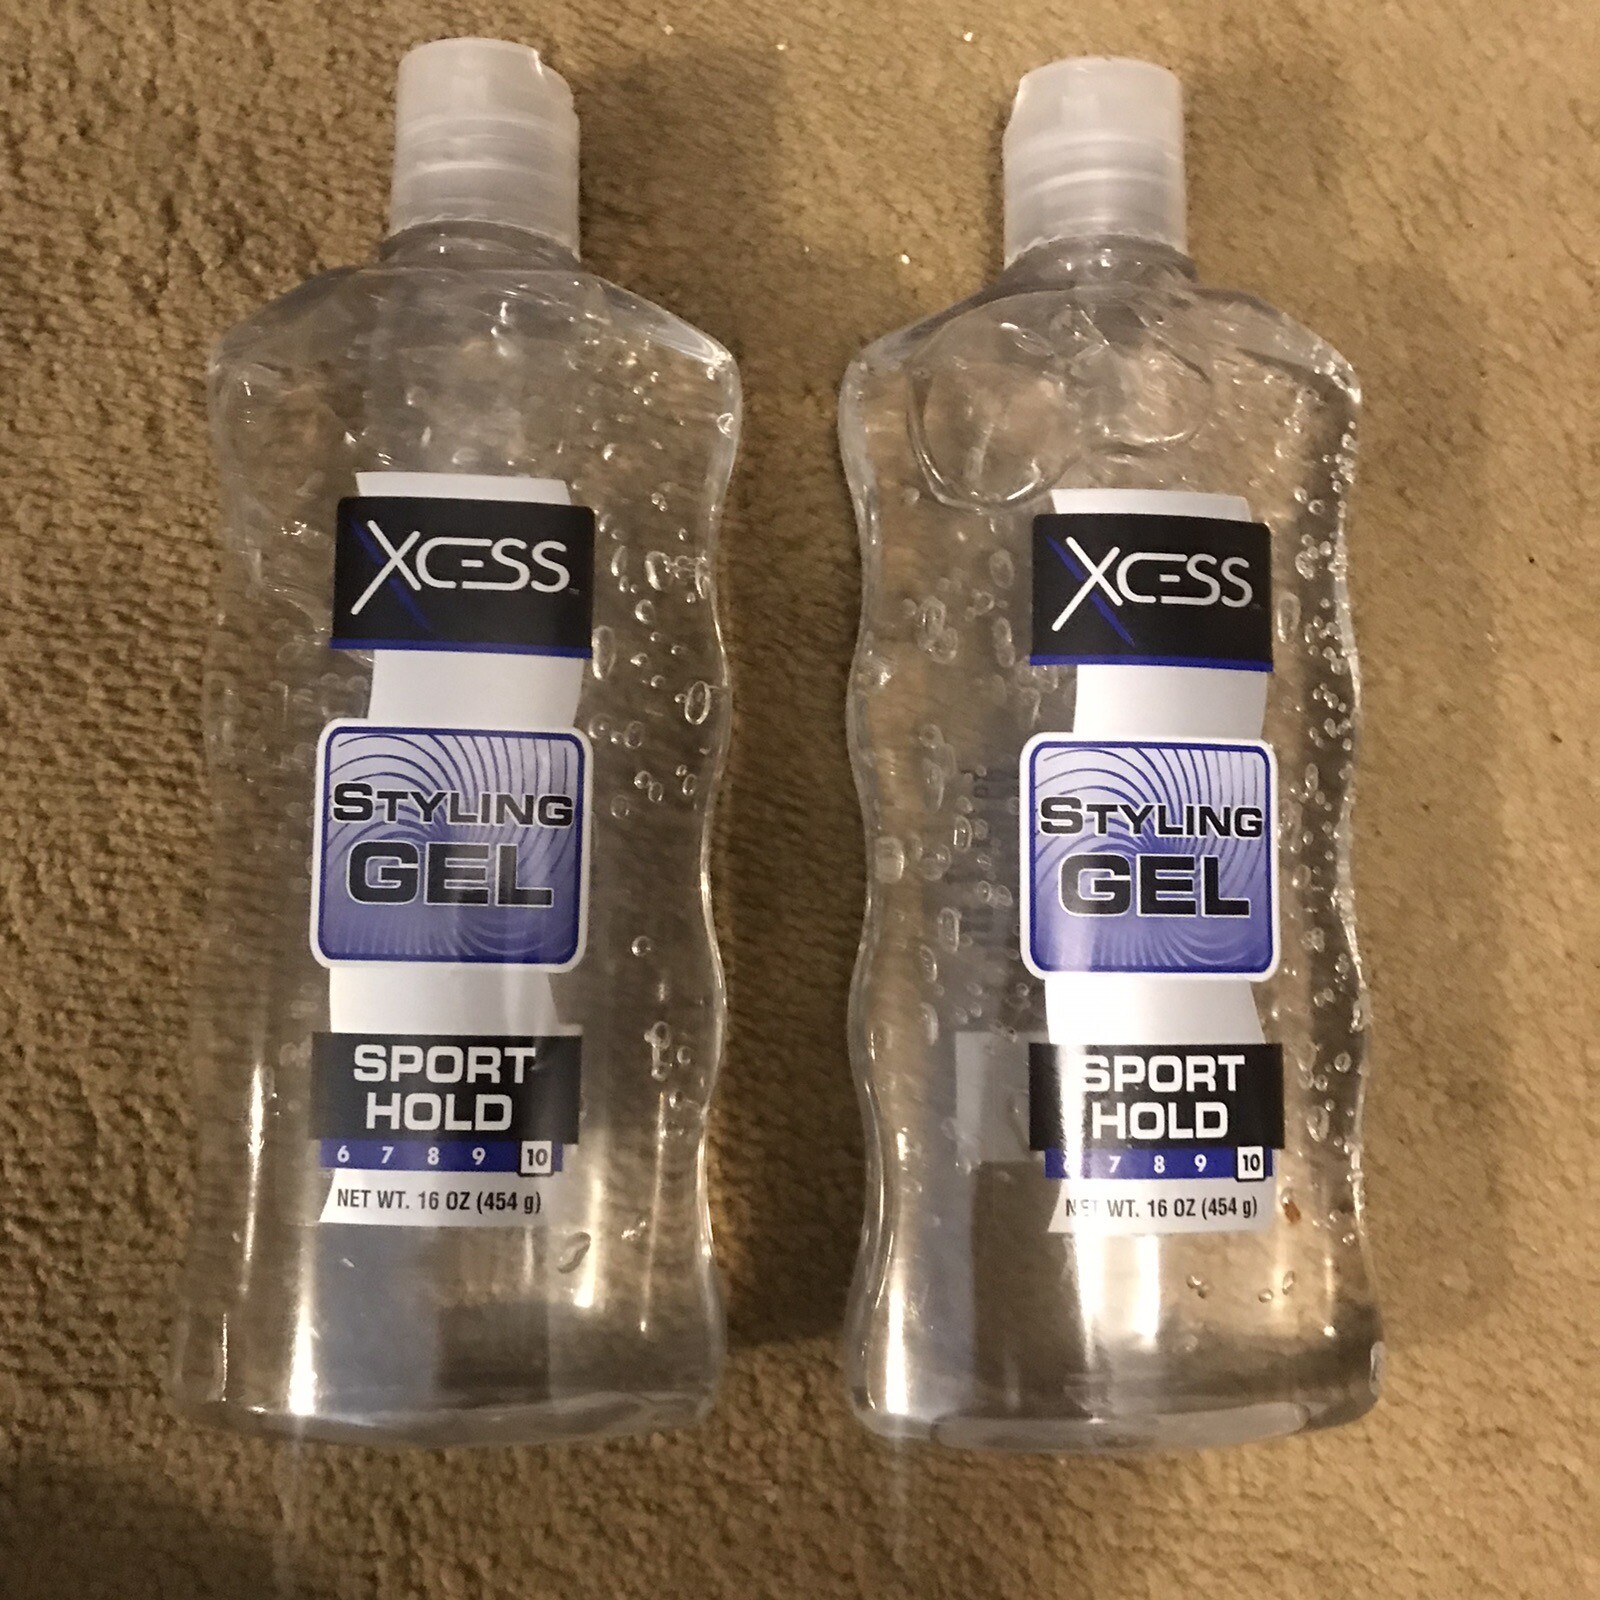 XCESS
STYLING
GEL
SPORT
HOLD
6 7 8 9 10
NET WT. 16 OZ (454 g)
XCESS
STYLING
GEL
SPORT
HOLD
6 7 8 9 10
NET WT. 16 OZ (454 g)